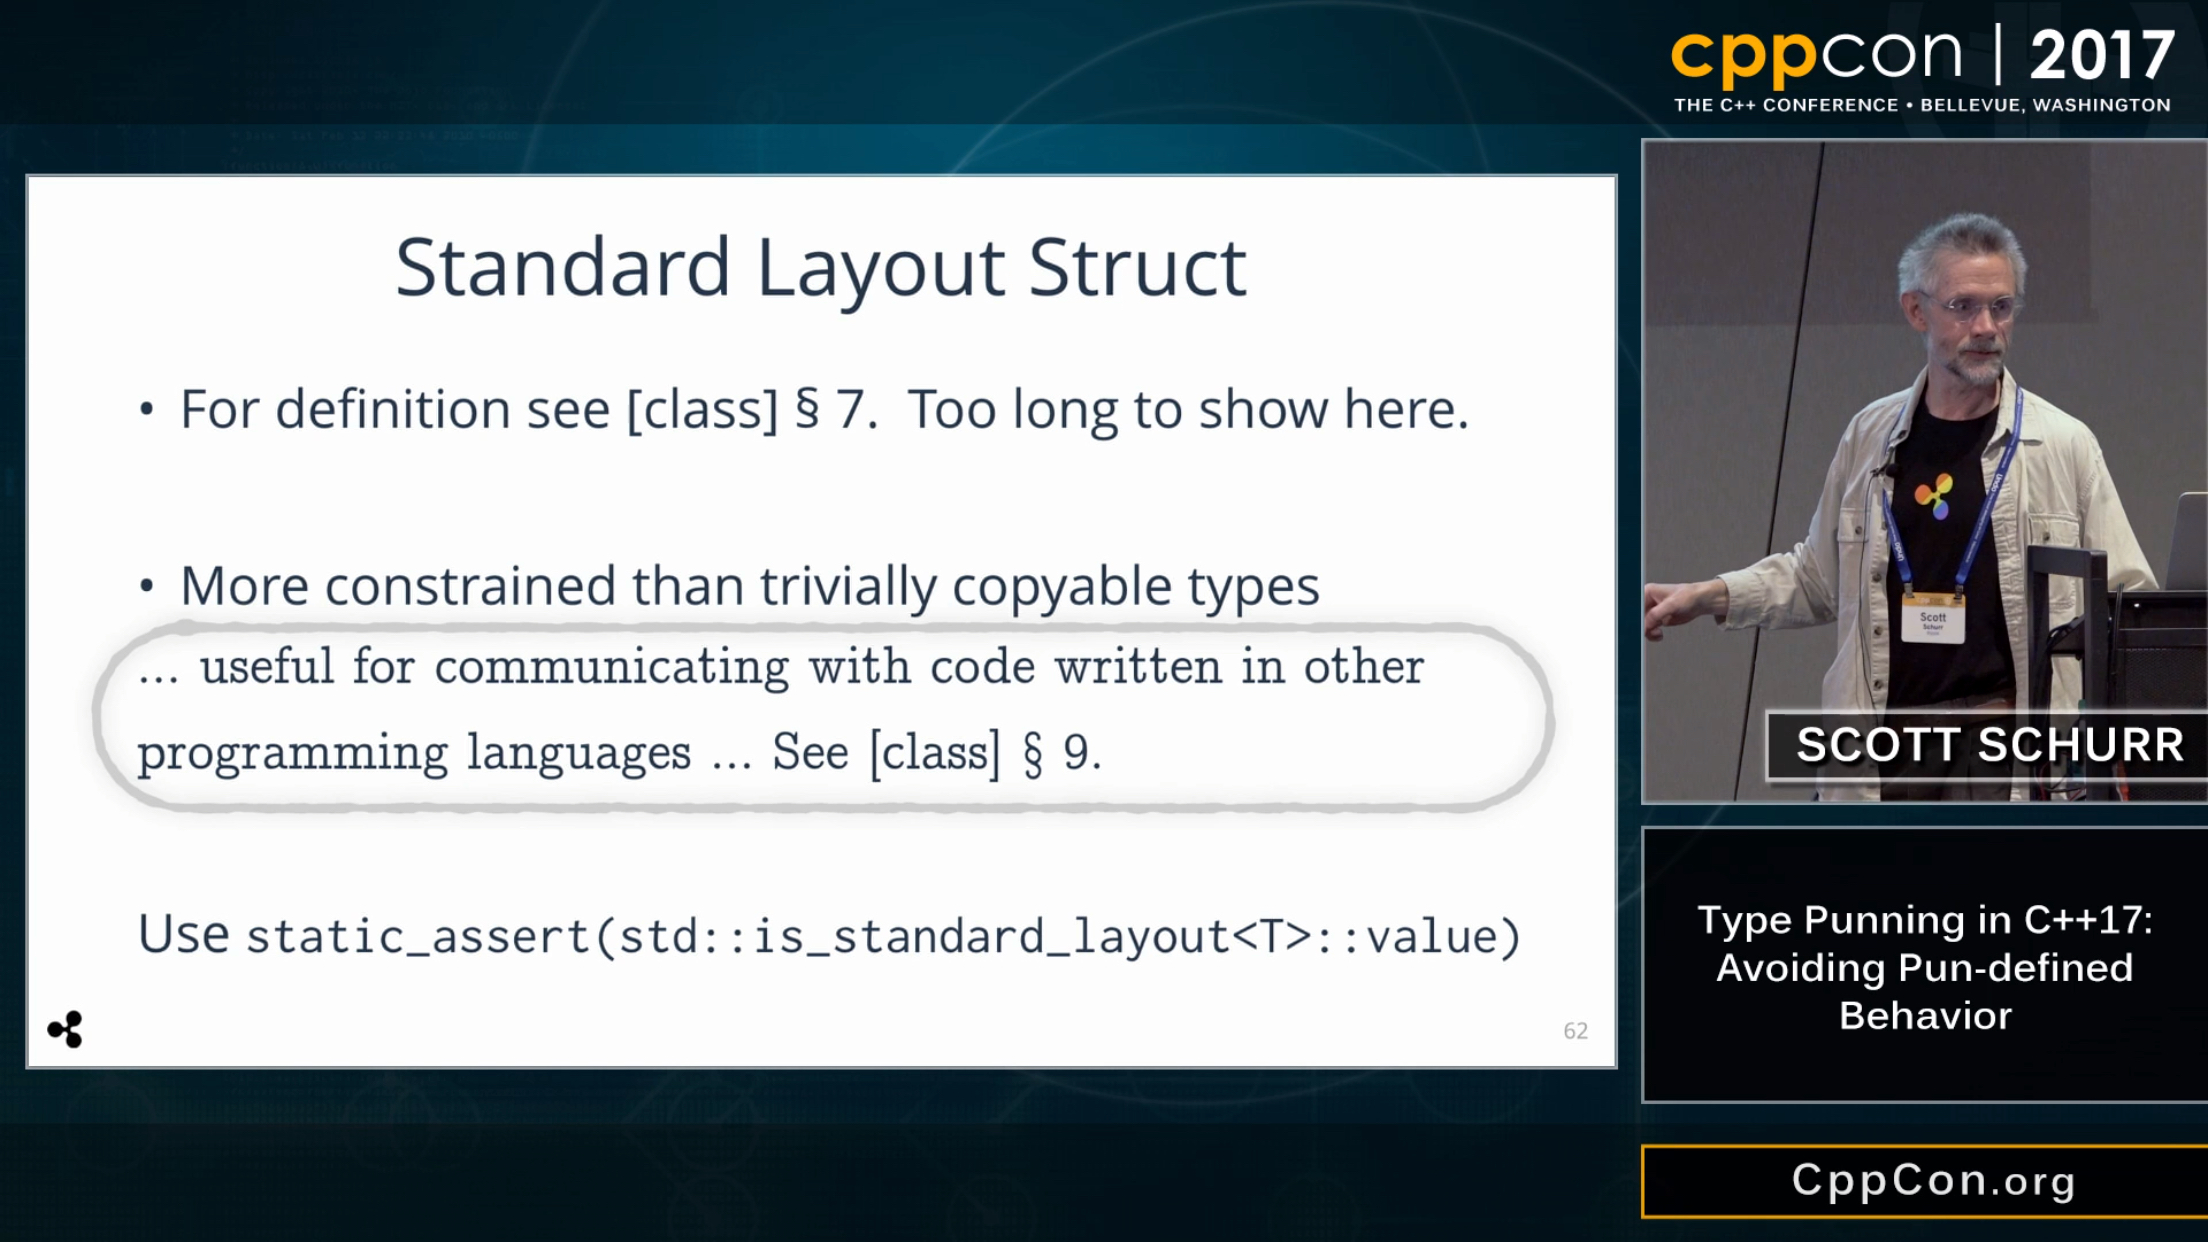 cppcon | 2017
THE C++ CONFERENCE • BELLEVUE, WASHINGTON
Standard Layout Struct
• For definition see [class] § 7. Too long to show here.
• More constrained than trivially copyable types
... useful for communicating with code written in other
programming languages ... See [class] § 9.
Use static_assert(std::is_standard_layout<T>::value)
62
Scott
Schurr
SCOTT SCHURR
Type Punning in C++17:
Avoiding Pun-defined
Behavior
CppCon.org